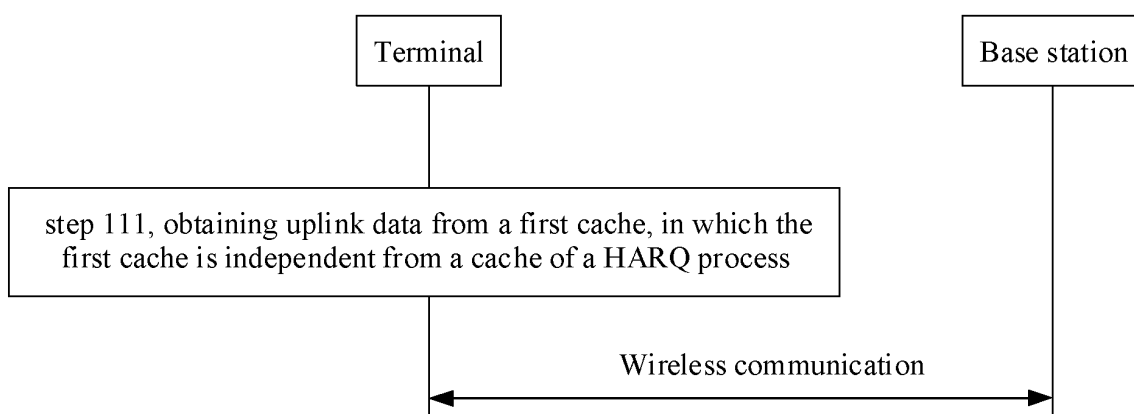 Terminal
Base station
step 111, obtaining uplink data from a first cache, in which the
first cache is independent from a cache of a HARQ process
Wireless communication